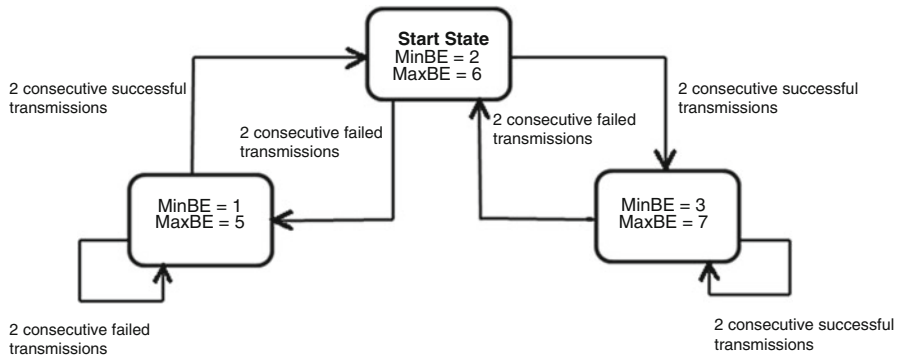 Start State
MinBE = 2
MaxBE = 6
2 consecutive successful
transmissions
2 consecutive failed
transmissions
2 consecutive failed
transmissions
2 consecutive successful
transmissions
MinBE = 1
MaxBE = 5
MinBE = 3
MaxBE = 7
2 consecutive failed
transmissions
2 consecutive successful
transmissions